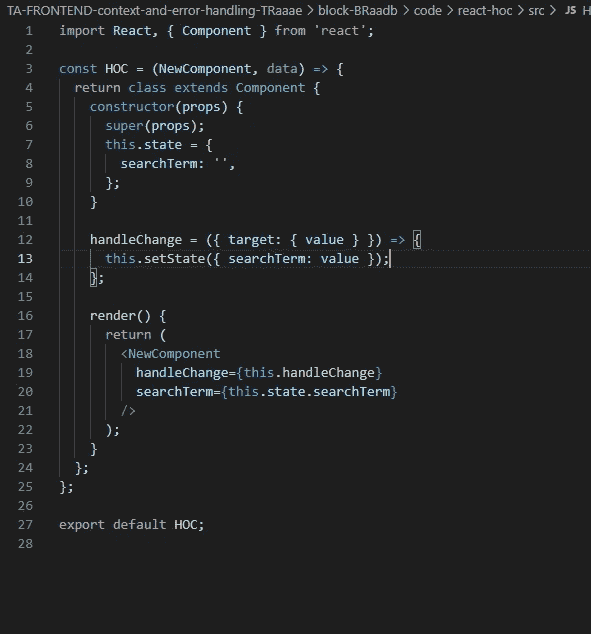 TA-FRONTEND-context-and-error-handling-TRaaae > block-BRaadb > code > react-hoc > src > JS H
1 import React, { Component } from 'react';
2
3 const HOC = (NewComponent, data) => {
4 return class extends Component {
5 constructor(props) {
6 super(props);
7 this.state = {
8 searchTerm: '',
9 };
10 }
11
12 handleChange = ({ target: { value } }) => {
13 this.setState({ searchTerm: value });
14 };
15
16 render() {
17 return (
18 <NewComponent
19 handleChange={this.handleChange}
20 searchTerm={this.state.searchTerm}
21 />
22 );
23 }
24 };
25 };
26
27 export default HOC;
28